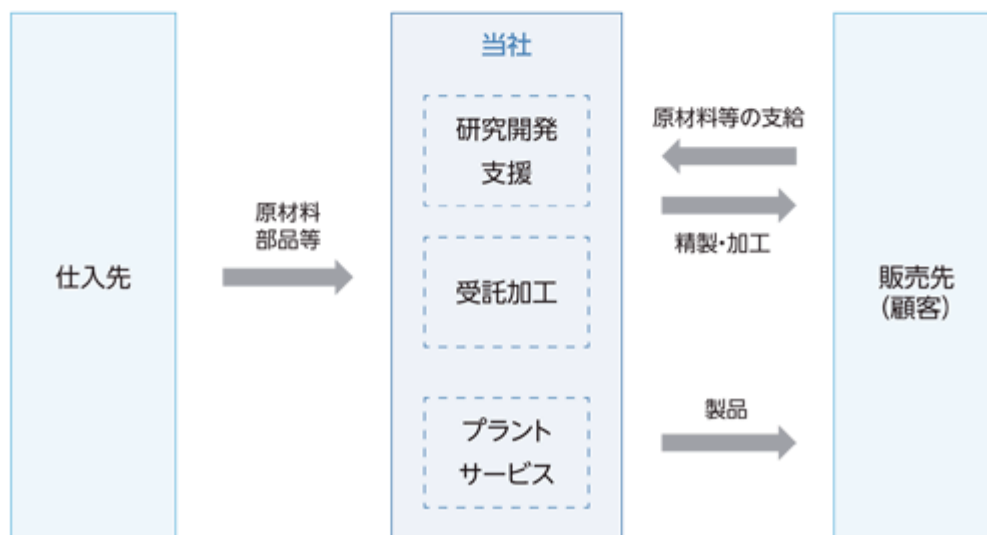 当社
研究開発
支援
原材料等の支給
精製・加工
原材料
部品等
仕入先
受託加工
販売先
(顧客)
製品
プラント
サービス